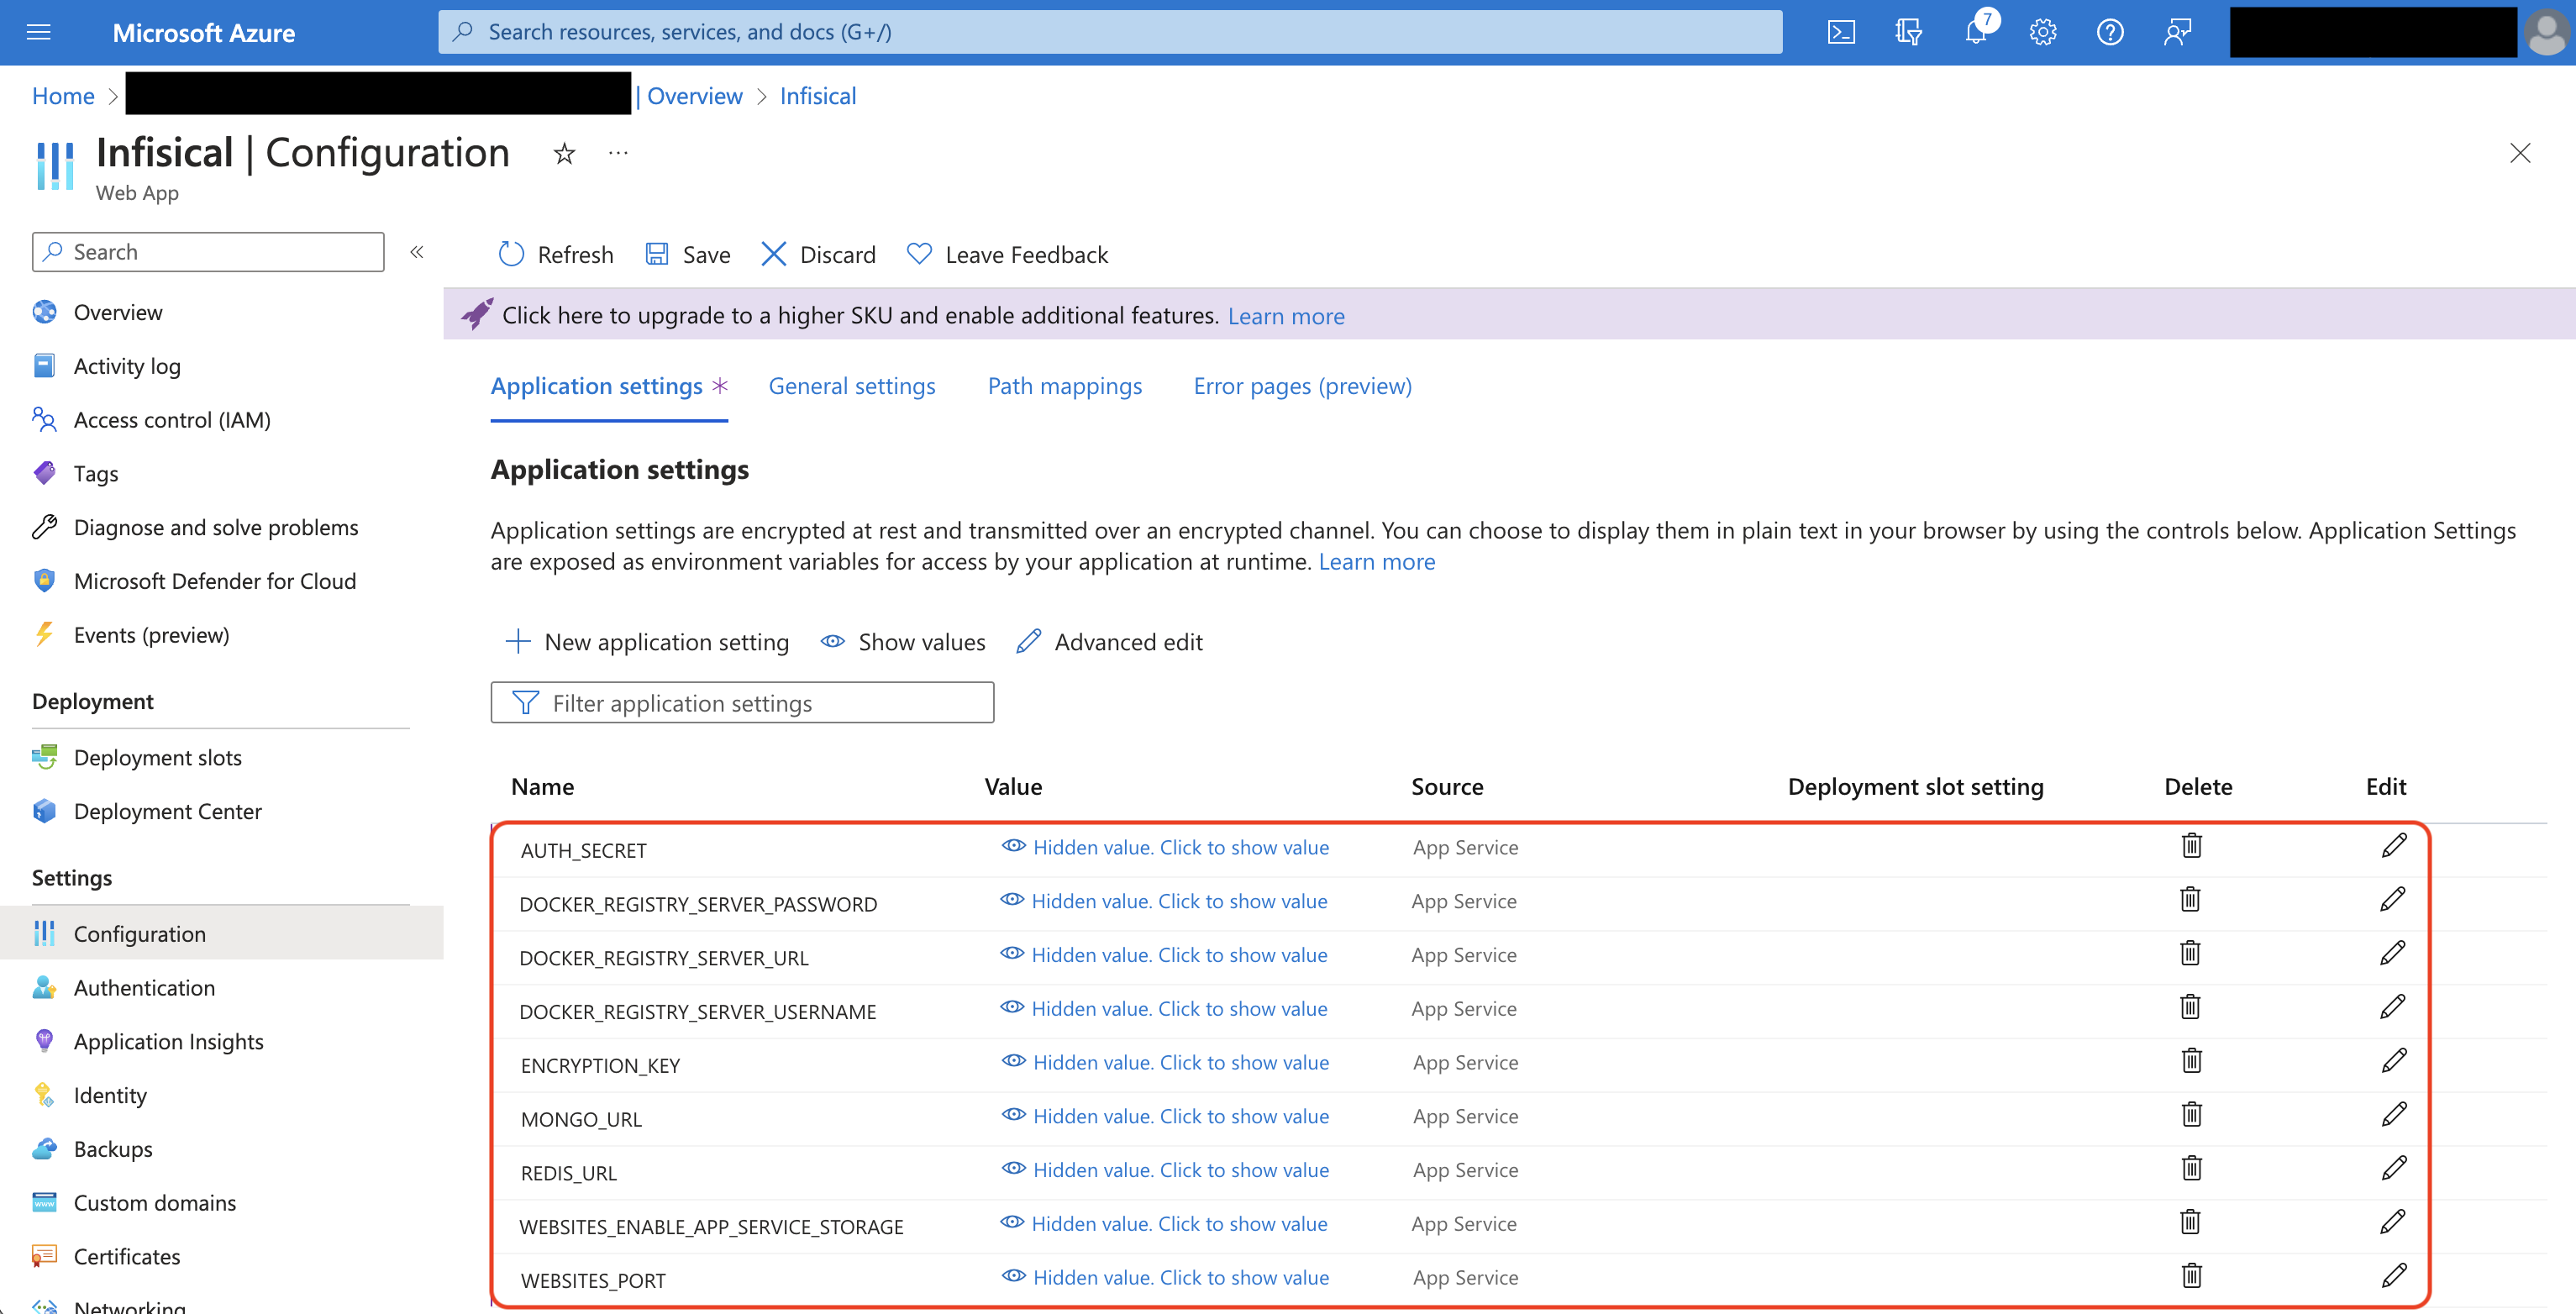 Microsoft Azure
Search resources, services, and docs (G+/)
7
Home > | Overview > Infisical
Infisical | Configuration
Web App
Search
«
Refresh
Save
Discard
Leave Feedback
Click here to upgrade to a higher SKU and enable additional features. Learn more
Overview
Activity log
Access control (IAM)
Tags
Diagnose and solve problems
Microsoft Defender for Cloud
Events (preview)
Deployment
Deployment slots
Deployment Center
Settings
Configuration
Authentication
Application Insights
Identity
Backups
Custom domains
Certificates
Networking
Application settings * General settings Path mappings Error pages (preview)
Application settings
Application settings are encrypted at rest and transmitted over an encrypted channel. You can choose to display them in plain text in your browser by using the controls below. Application Settings
are exposed as environment variables for access by your application at runtime. Learn more
New application setting Show values Advanced edit
Filter application settings
Name Value Source Deployment slot setting Delete Edit
AUTH_SECRET Hidden value. Click to show value App Service
DOCKER_REGISTRY_SERVER_PASSWORD Hidden value. Click to show value App Service
DOCKER_REGISTRY_SERVER_URL Hidden value. Click to show value App Service
DOCKER_REGISTRY_SERVER_USERNAME Hidden value. Click to show value App Service
ENCRYPTION_KEY Hidden value. Click to show value App Service
MONGO_URL Hidden value. Click to show value App Service
REDIS_URL Hidden value. Click to show value App Service
WEBSITES_ENABLE_APP_SERVICE_STORAGE Hidden value. Click to show value App Service
WEBSITES_PORT Hidden value. Click to show value App Service